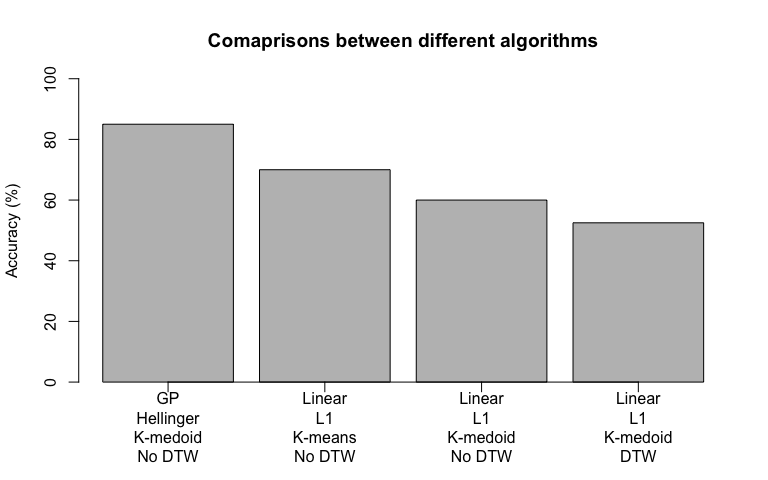 Comaprisons between different algorithms
Accuracy (%)
100
80
60
40
20
0
GP
Hellinger
K-medoid
No DTW
Linear
L1
K-means
No DTW
Linear
L1
K-medoid
No DTW
Linear
L1
K-medoid
DTW